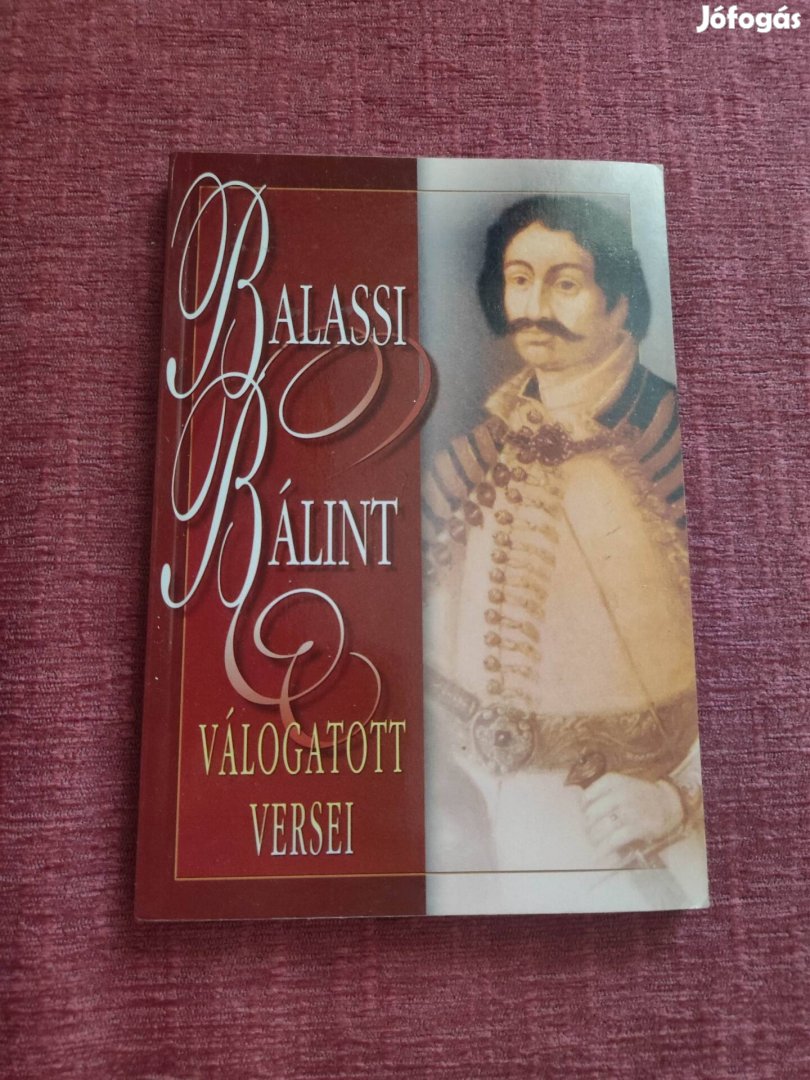 Jófogás
BALASSI
BÁLINT
VÁLOGATOTT
VERSEI